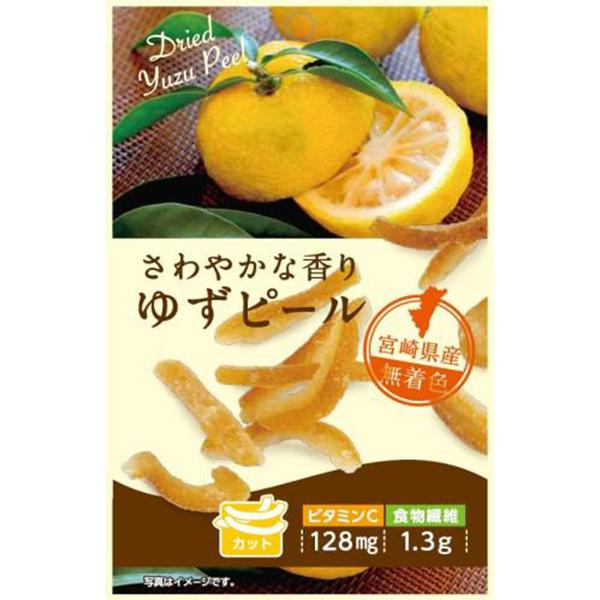 Dried
Yuzu Peel
さわやかな香り
ゆずピール
宮崎県産
無着色
カット
ビタミンC
128mg
食物繊維
1.3g
写真はイメージです。